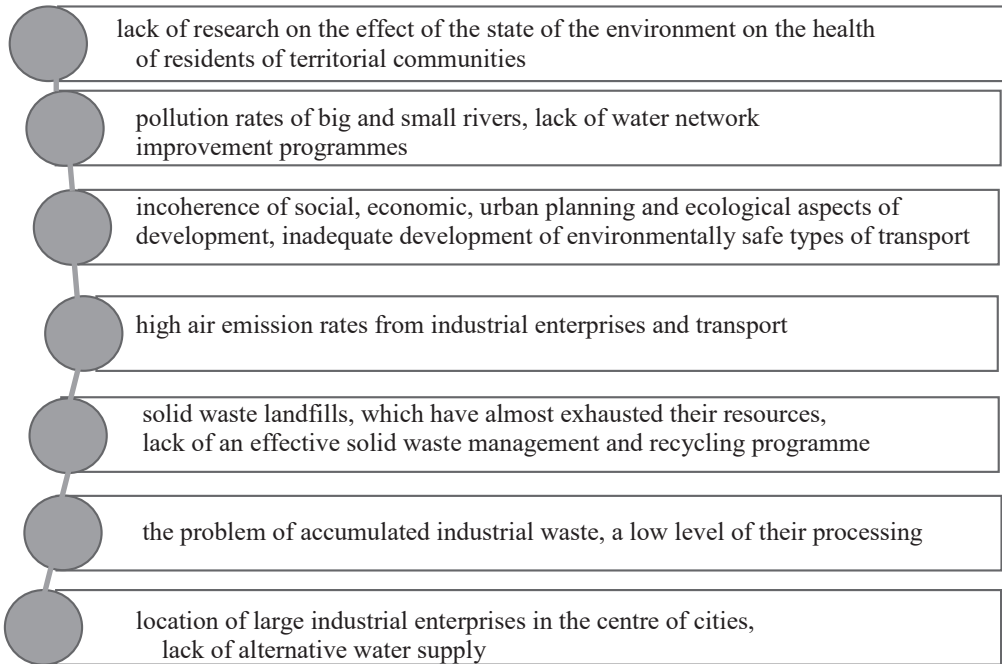 lack of research on the effect of the state of the environment on the health
of residents of territorial communities
pollution rates of big and small rivers, lack of water network
improvement programmes
incoherence of social, economic, urban planning and ecological aspects of
development, inadequate development of environmentally safe types of transport
high air emission rates from industrial enterprises and transport
solid waste landfills, which have almost exhausted their resources,
lack of an effective solid waste management and recycling programme
the problem of accumulated industrial waste, a low level of their processing
location of large industrial enterprises in the centre of cities,
lack of alternative water supply